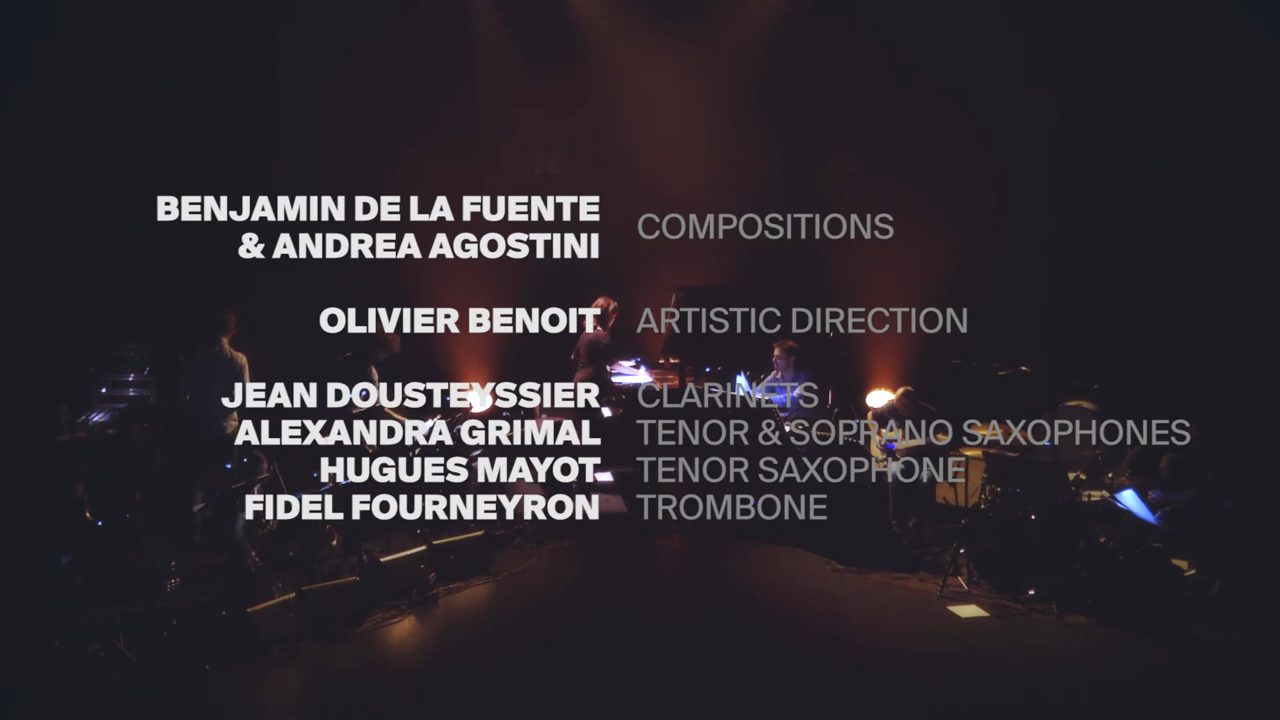 BENJAMIN DE LA FUENTE
& ANDREA AGOSTINI
COMPOSITIONS
OLIVIER BENOIT ARTISTIC DIRECTION
JEAN DOUSTEYSSIER CLARINETS
ALEXANDRA GRIMAL TENOR & SOPRANO SAXOPHONES
HUGUES MAYOT TENOR SAXOPHONE
FIDEL FOURNEYRON TROMBONE